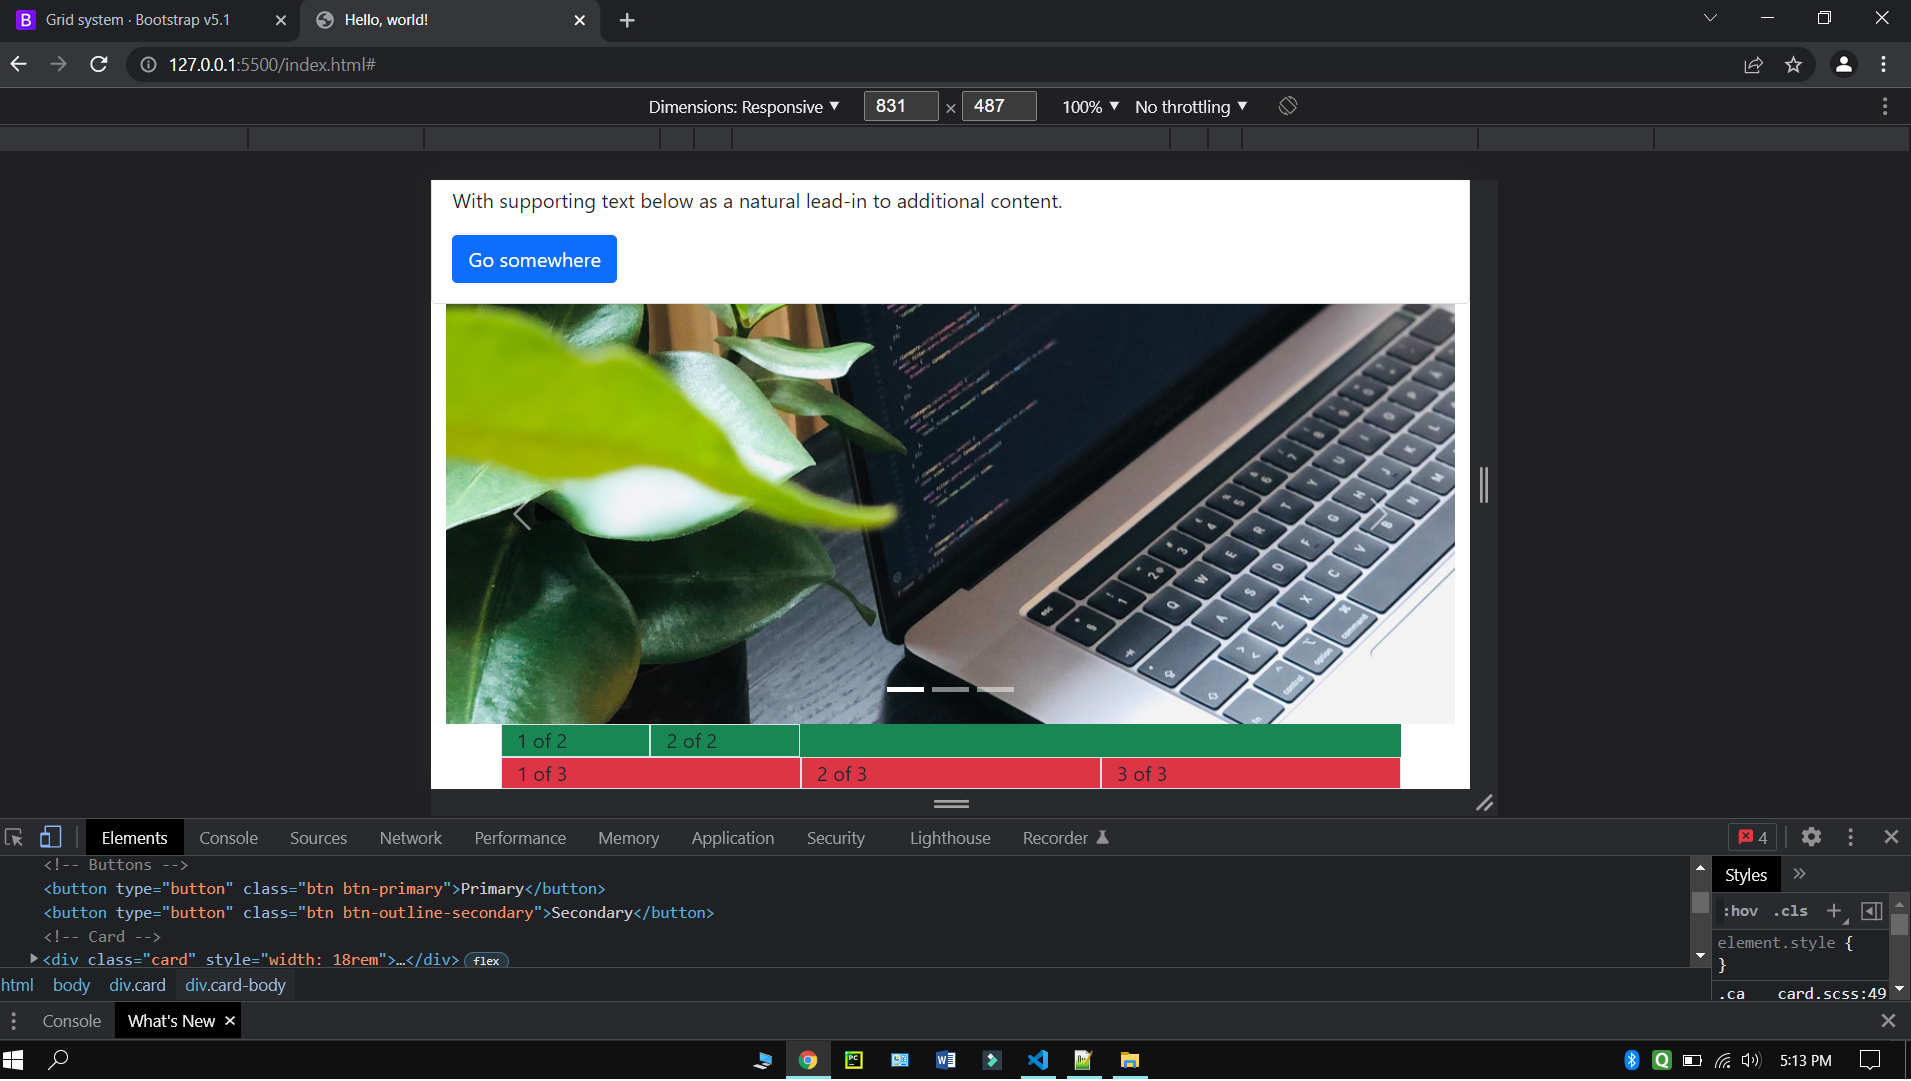 Grid system · Bootstrap v5.1
Hello, world!
127.0.0.1:5500/index.html#
Dimensions: Responsive ▼ 831 × 487 100% ▼ No throttling ▼
With supporting text below as a natural lead-in to additional content.
Go somewhere
1 of 2 2 of 2
1 of 3 2 of 3 3 of 3
Elements Console Sources Network Performance Memory Application Security Lighthouse Recorder 4
<!-- Buttons -->
<button type="button" class="btn btn-primary">Primary</button>
<button type="button" class="btn btn-outline-secondary">Secondary</button>
<!-- Card -->
<div class="card" style="width: 18rem">…</div> flex
html body div.card div.card-body
Styles »
:hov .cls +
element.style {
}
.ca card.scss:49
Console What's New
5:13 PM